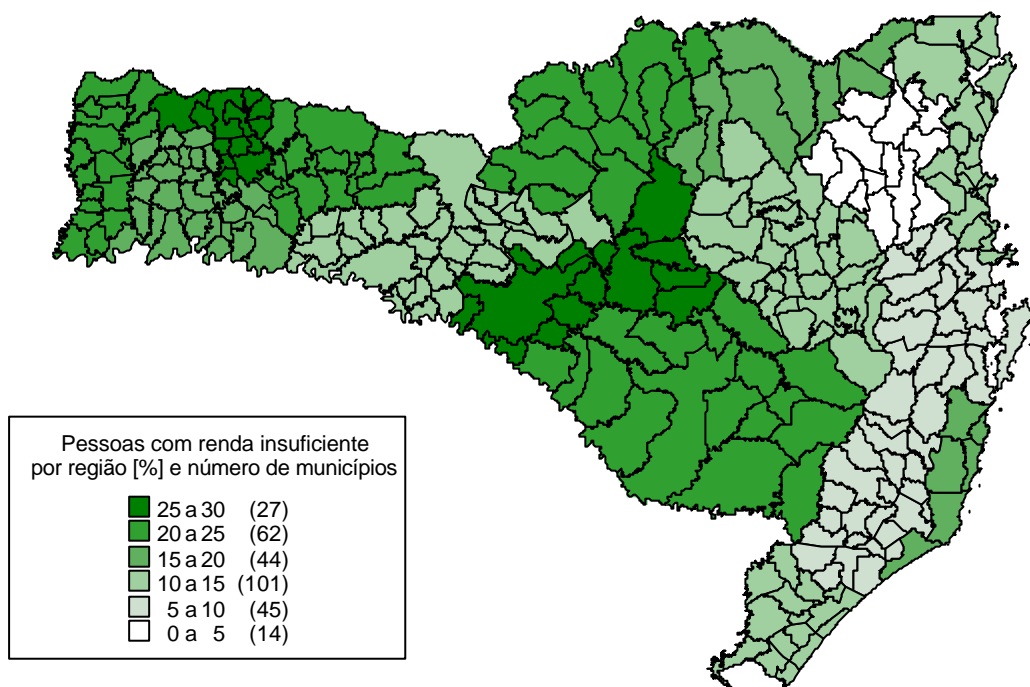 Pessoas com renda insuficiente
por região [%] e número de municípios
25 a 30 (27)
20 a 25 (62)
15 a 20 (44)
10 a 15 (101)
5 a 10 (45)
0 a 5 (14)